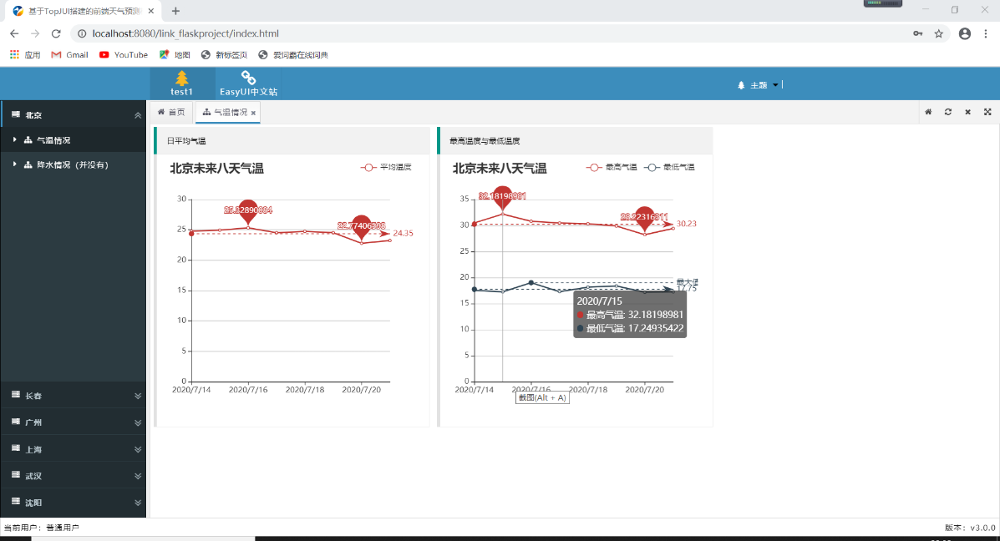 基于TopJUI搭建的前端天气预测
localhost:8080/link_flaskproject/index.html
应用 Gmail YouTube 地图 新标签页 爱词霸在线词典
test1 EasyUI中文站 主题
北京
气温情况
降水情况（并没有）
长春
广州
上海
武汉
沈阳
首页 气温情况
日平均气温
北京未来八天气温
平均温度
30
25
20
15
10
5
0
25.32890084
22.77406998
24.35
2020/7/14 2020/7/16 2020/7/18 2020/7/20
最高温度与最低温度
北京未来八天气温
最高气温 最低气温
35
30
25
20
15
10
5
0
32.18198981
28.22316911
30.23
17.75
2020/7/15
最高气温: 32.18198981
最低气温: 17.24935422
2020/7/14 2020/7/16 2020/7/18 2020/7/20
截图(Alt + A)
当前用户：普通用户
版本：v3.0.0